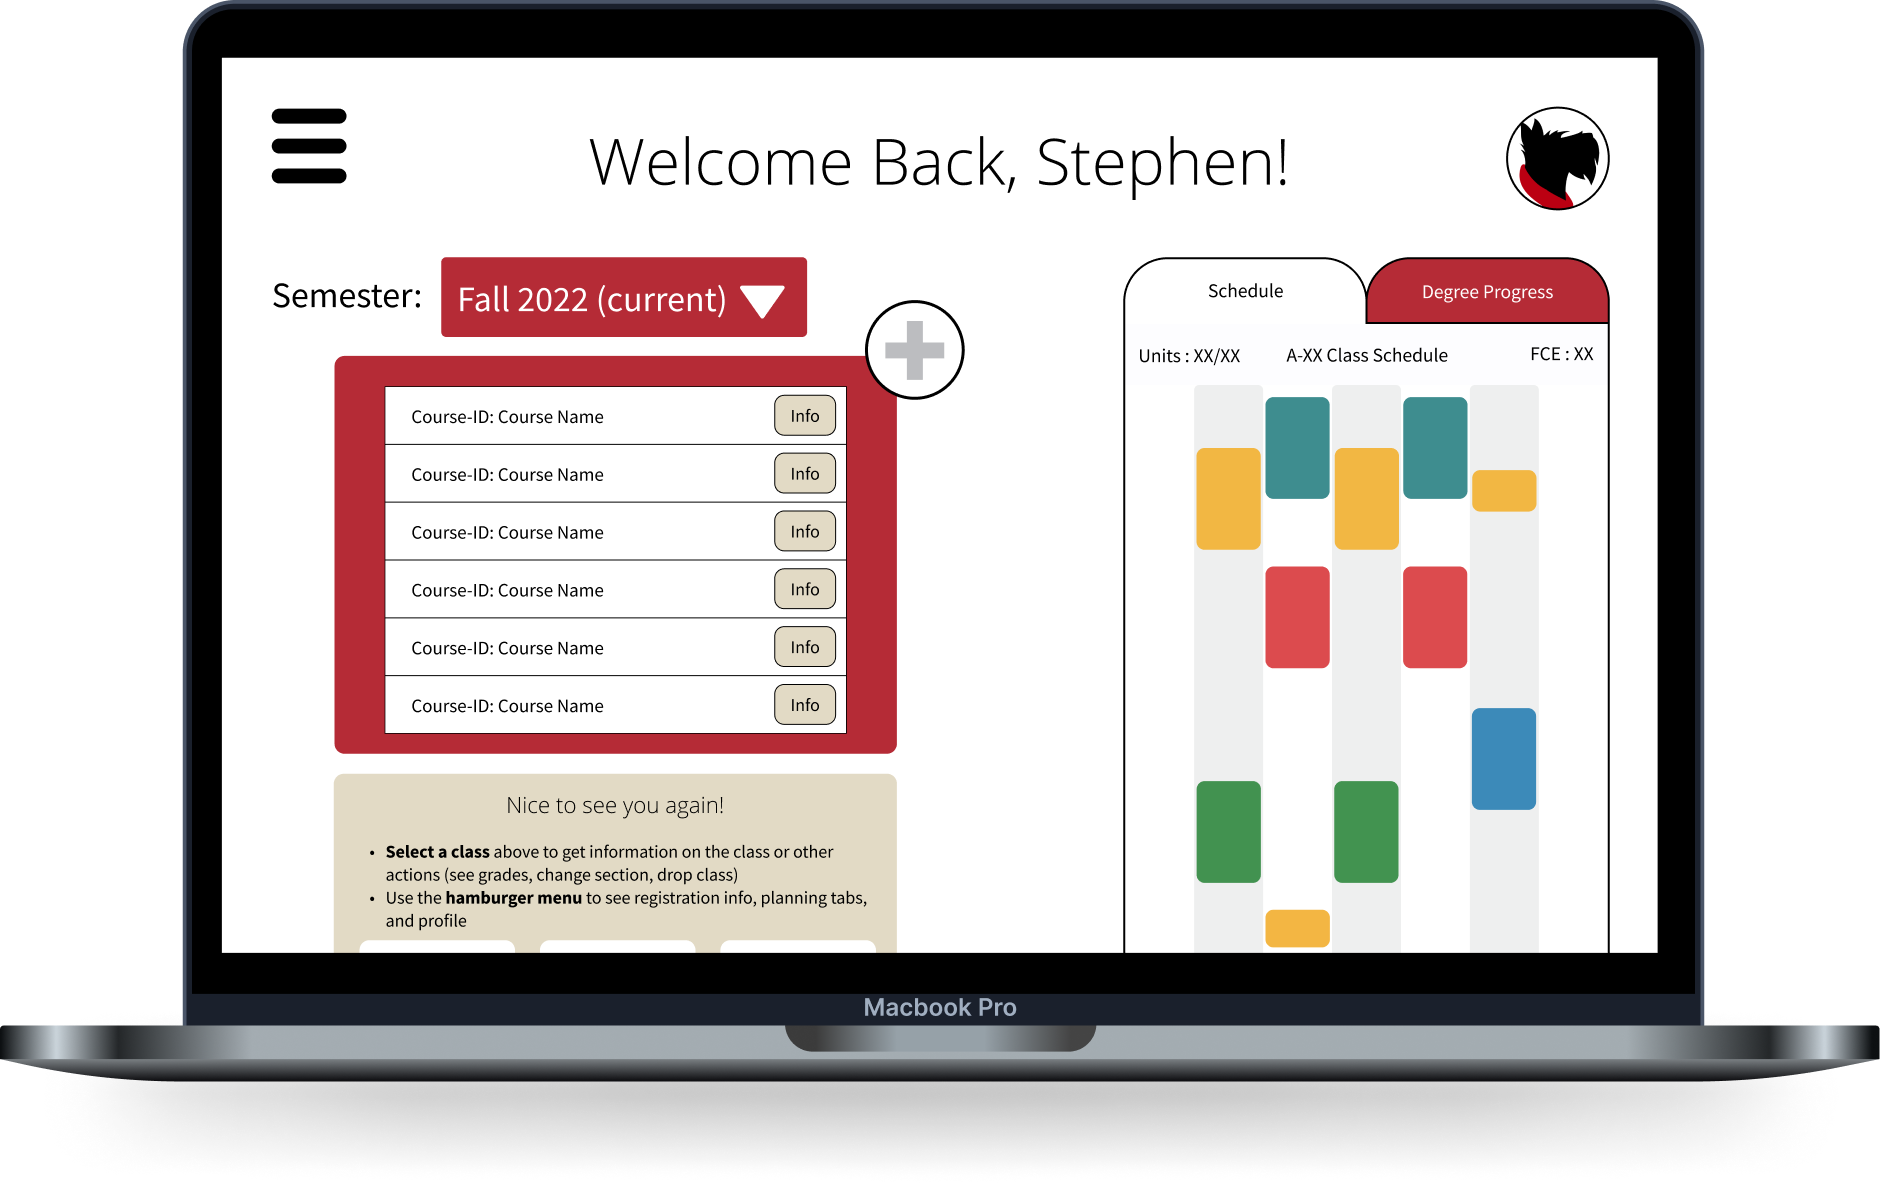 Welcome Back, Stephen!
Semester:
Fall 2022 (current)
Course-ID: Course Name Info
Course-ID: Course Name Info
Course-ID: Course Name Info
Course-ID: Course Name Info
Course-ID: Course Name Info
Course-ID: Course Name Info
Nice to see you again!
• Select a class above to get information on the class or other
actions (see grades, change section, drop class)
• Use the hamburger menu to see registration info, planning tabs,
and profile
Schedule
Degree Progress
Units : XX/XX
A-XX Class Schedule
FCE : XX
Macbook Pro